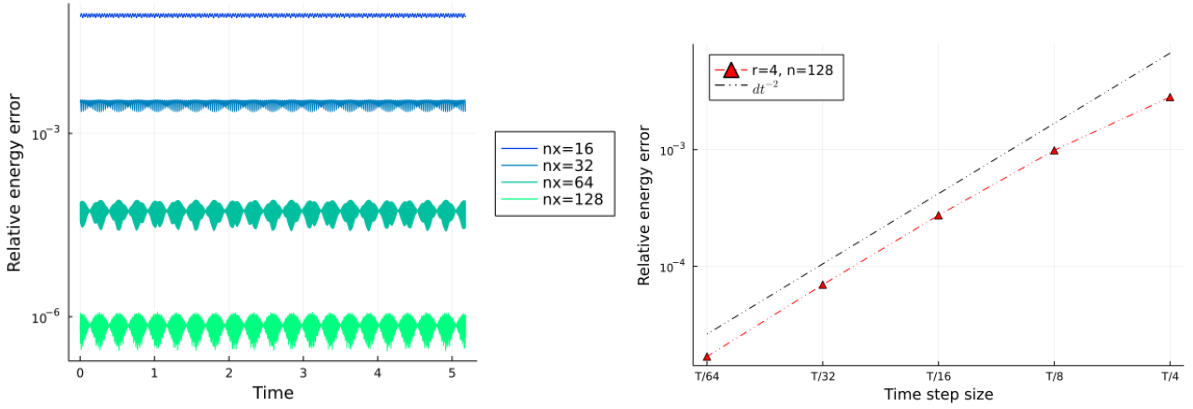 Relative energy error
10⁻³
10⁻⁶
0 1 2 3 4 5
Time
nx=16
nx=32
nx=64
nx=128
Relative energy error
10⁻³
10⁻⁴
r=4, n=128
dt⁻²
T/64 T/32 T/16 T/8 T/4
Time step size